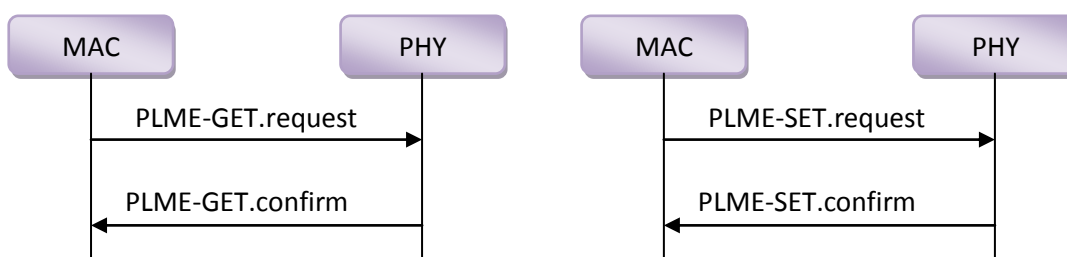 MAC PHY MAC PHY
PLME-GET.request PLME-SET.request
PLME-GET.confirm PLME-SET.confirm